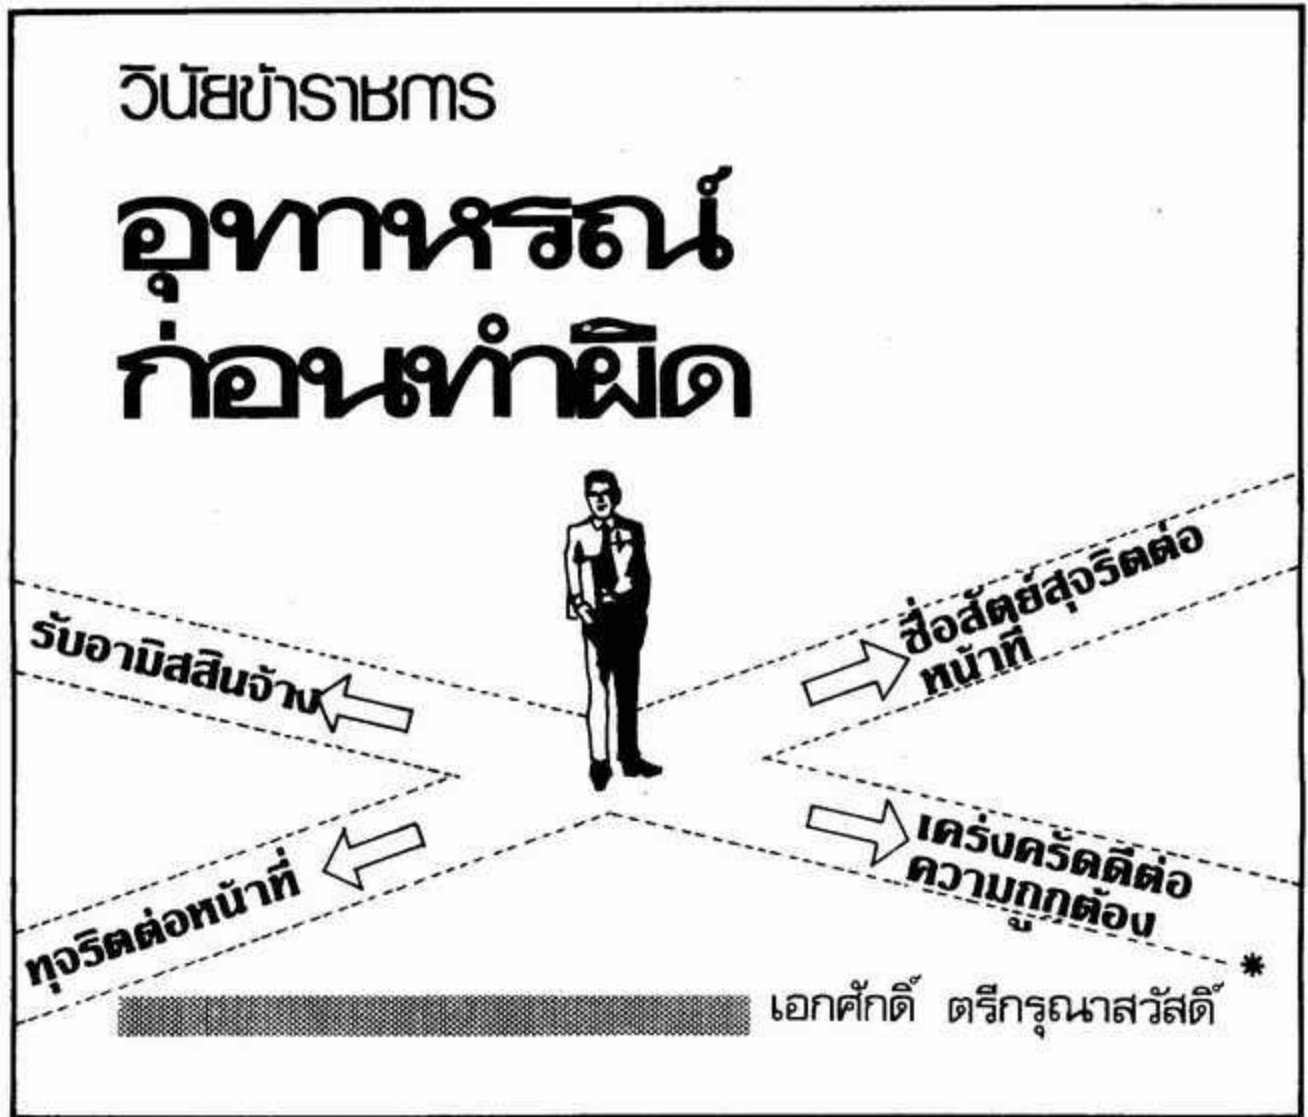 วินัยข้าราชการ
อุทาหรณ์
ก่อนทำผิด
รับอามิสสินจ้าง
ซื่อสัตย์สุจริตต่อ
หน้าที่
ทุจริตต่อหน้าที่
เคร่งครัดดีต่อ
ความถูกต้อง
*
เอกศักดิ์ ตรีกรุณาสวัสดิ์